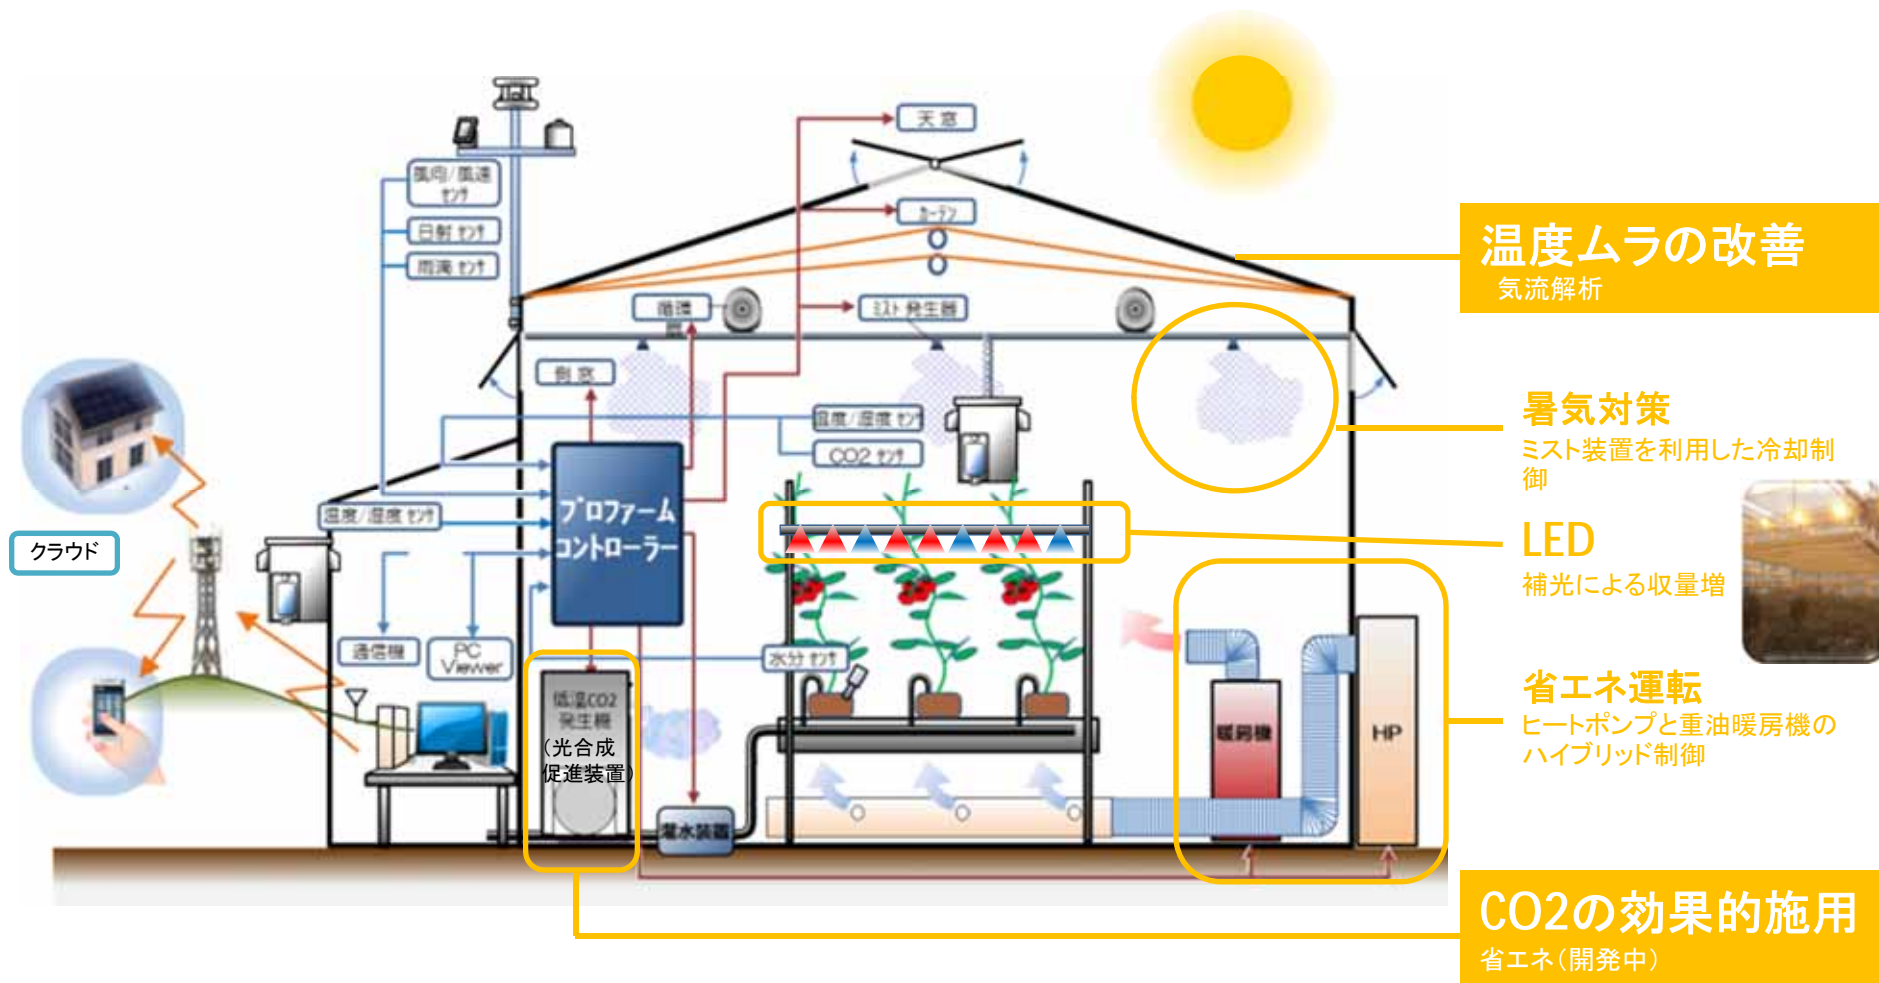 天窓
風向/風速
センサ
日射センサ
雨滴センサ
カーテン
循環
扇
ミスト発生器
側窓
温度/湿度センサ
CO2センサ
温度/湿度センサ
プロファーム
コントローラー
クラウド
通信機
PC
Viewer
水分センサ
低温CO2
発生機
(光合成
促進装置)
灌水装置
暖房機
HP
温度ムラの改善
気流解析
暑気対策
ミスト装置を利用した冷却制
御
LED
補光による収量増
省エネ運転
ヒートポンプと重油暖房機の
ハイブリッド制御
CO2の効果的施用
省エネ(開発中)